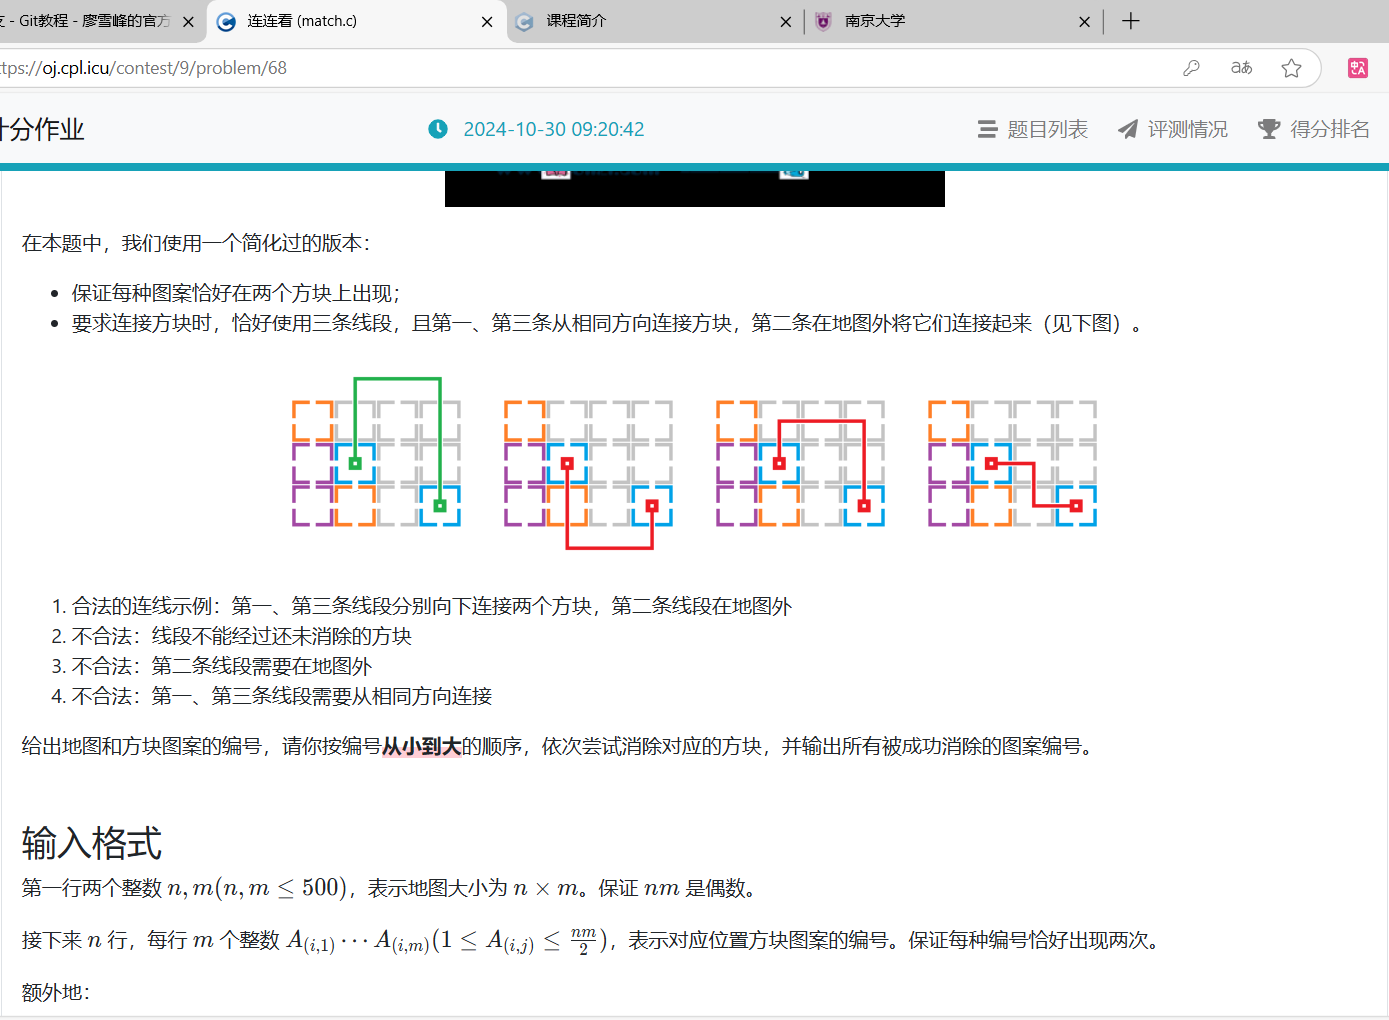 友 - Git教程 - 廖雪峰的官方
连连看 (match.c)
课程简介
南京大学
ttps://oj.cpl.icu/contest/9/problem/68
计分作业
2024-10-30 09:20:42
题目列表
评测情况
得分排名
在本题中，我们使用一个简化过的版本：
• 保证每种图案恰好在两个方块上出现；
• 要求连接方块时，恰好使用三条线段，且第一、第三条从相同方向连接方块，第二条在地图外将它们连接起来（见下图）。
1. 合法的连线示例：第一、第三条线段分别向下连接两个方块，第二条线段在地图外
2. 不合法：线段不能经过还未消除的方块
3. 不合法：第二条线段需要在地图外
4. 不合法：第一、第三条线段需要从相同方向连接
给出地图和方块图案的编号，请你按编号从小到大的顺序，依次尝试消除对应的方块，并输出所有被成功消除的图案编号。
输入格式
第一行两个整数 n, m(n, m ≤ 500)，表示地图大小为 n × m。保证 nm 是偶数。
接下来 n 行，每行 m 个整数 A_(i,1) ⋯ A_(i,m)(1 ≤ A_(i,j) ≤ nm/2)，表示对应位置方块图案的编号。保证每种编号恰好出现两次。
额外地：